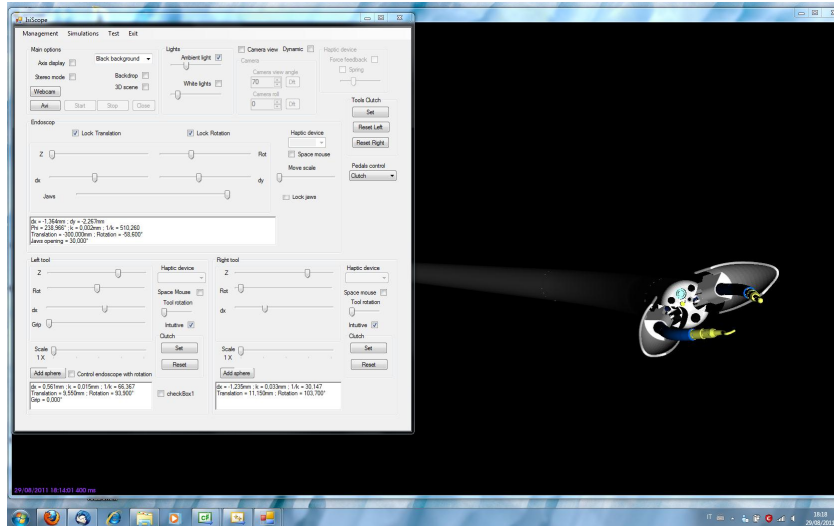 IsiScope
Management Simulations Test Exit
Main options
Axis display
Black background
Stereo mode
Backdrop
3D scene
Webcam
Avi Start Stop Close
Lights
Ambient light
White lights
Camera view Dynamic
Camera
Camera view angle
70 Off
Camera roll
0 Off
Haptic device
Force feedback
Spring
Tools Clutch
Set
Reset Left
Reset Right
Pedals control
Clutch
Endoscop
Lock Translation Lock Rotation
Haptic device
Z Rot
Space mouse
Move scale
dx dy
Jaws
Lock jaws
dx = -1,364mm ; dy = -2,267mm
Phi = 238,966° ; k = 0,002mm ; 1/k = 510,260
Translation = -300,000mm ; Rotation = -58,600°
Jaws opening = 30,000°
Left tool
Z
Haptic device
Rot
Space Mouse
Tool rotation
dx
Grip
Intuitive
Clutch
Scale
1 X
Set
Reset
Add sphere Control endoscope with rotation
dx = 0,561mm ; k = 0,015mm ; 1/k = 66,367
Translation = 9,550mm ; Rotation = 93,900°
Grip = 0,000°
checkBox1
Right tool
Z
Haptic device
Rot
Space mouse
Tool rotation
dx
Intuitive
Clutch
Scale
1 X
Set
Reset
Add sphere
dx = -1,235mm ; k = 0,033mm ; 1/k = 30,147
Translation = 11,150mm ; Rotation = 103,700°
29/08/2011 18:14:01 400 ms
IT
18:18
29/08/2011